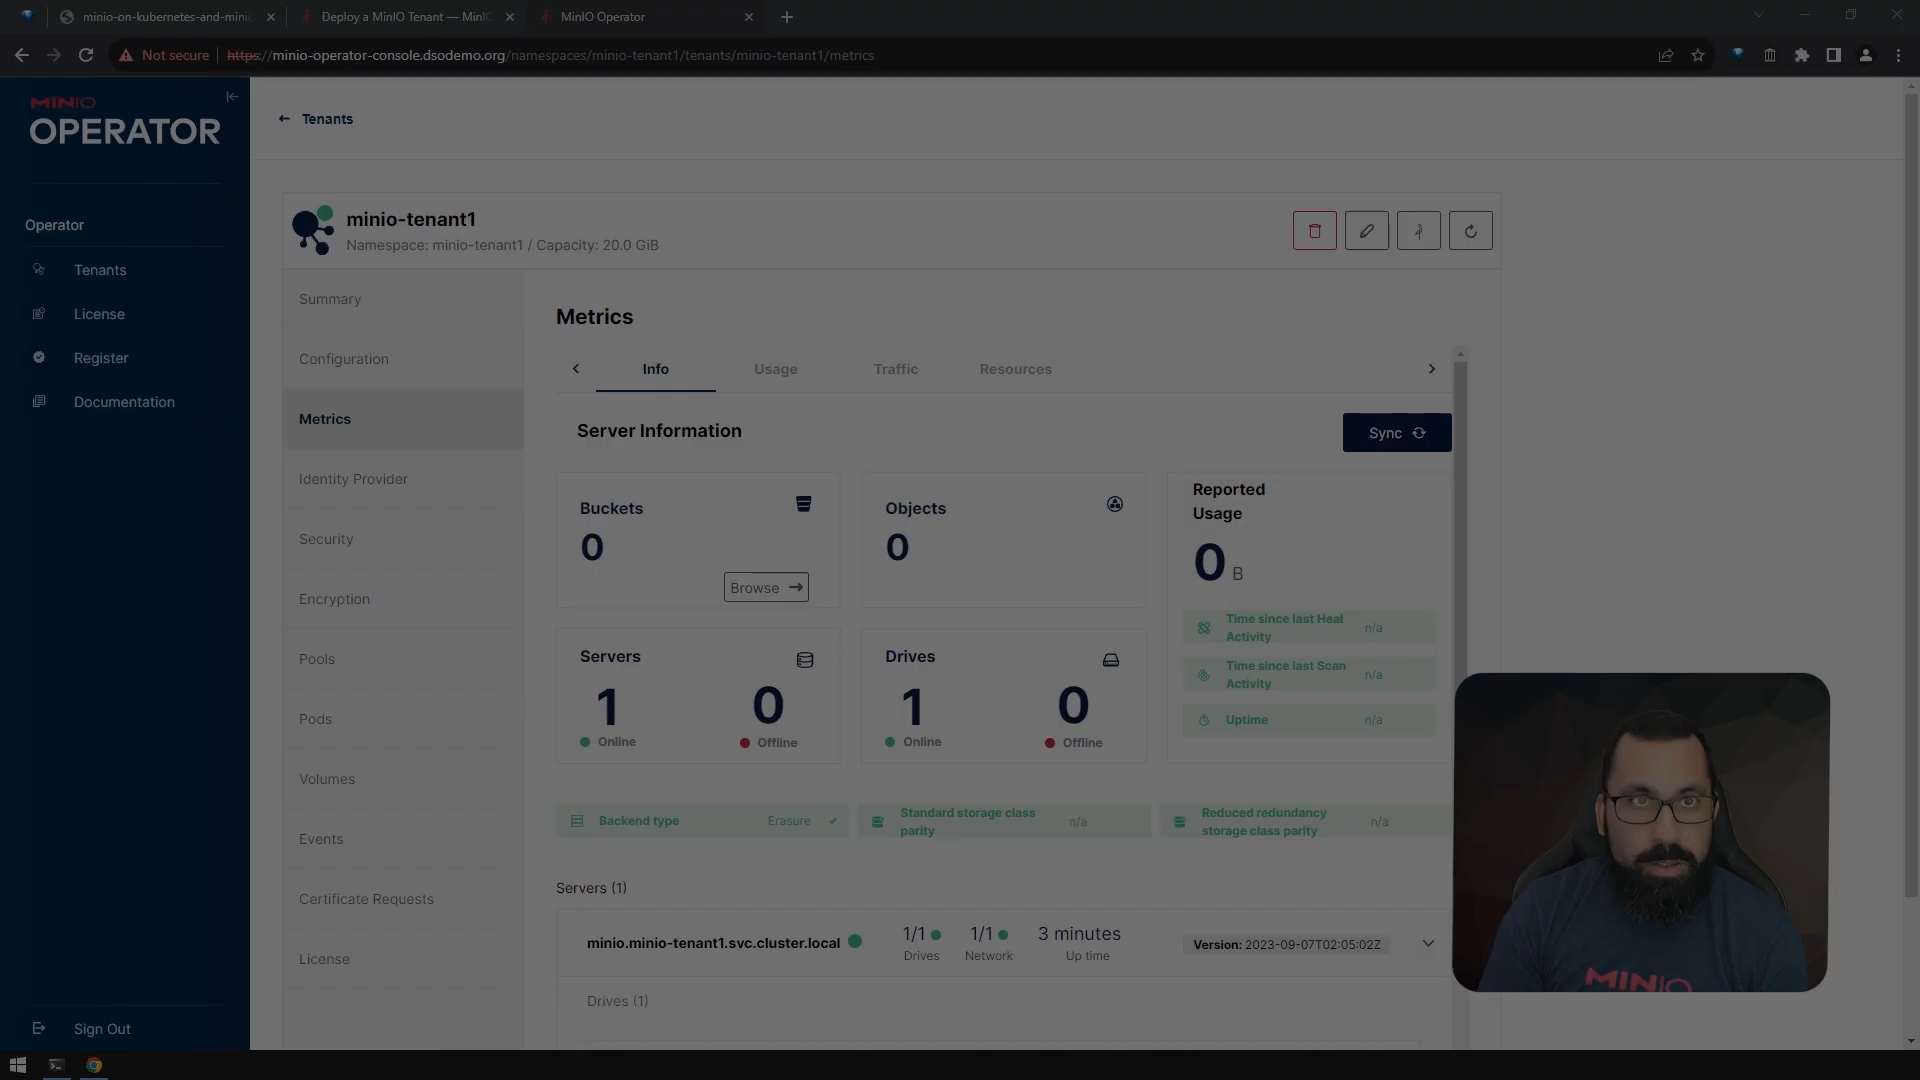 minio-on-kubernetes-and-minio
Deploy a MinIO Tenant — MinIO
MinIO Operator
Not secure
https://minio-operator-console.dsodemo.org/namespaces/minio-tenant1/tenants/minio-tenant1/metrics
MINIO
OPERATOR
Operator
Tenants
License
Register
Documentation
Sign Out
Tenants
minio-tenant1
Namespace: minio-tenant1 / Capacity: 20.0 GiB
Summary
Configuration
Metrics
Identity Provider
Security
Encryption
Pools
Pods
Volumes
Events
Certificate Requests
License
Metrics
Info
Usage
Traffic
Resources
Server Information
Sync
Buckets
0
Browse
Objects
0
Reported
Usage
0 B
Time since last Heal
Activity
n/a
Time since last Scan
Activity
n/a
Uptime
n/a
Servers
1
0
Online
Offline
Drives
1
0
Online
Offline
Backend type
Erasure
Standard storage class
parity
n/a
Reduced redundancy
storage class parity
n/a
Servers (1)
minio.minio-tenant1.svc.cluster.local
1/1
Drives
1/1
Network
3 minutes
Up time
Version: 2023-09-07T02:05:02Z
Drives (1)
MINIO